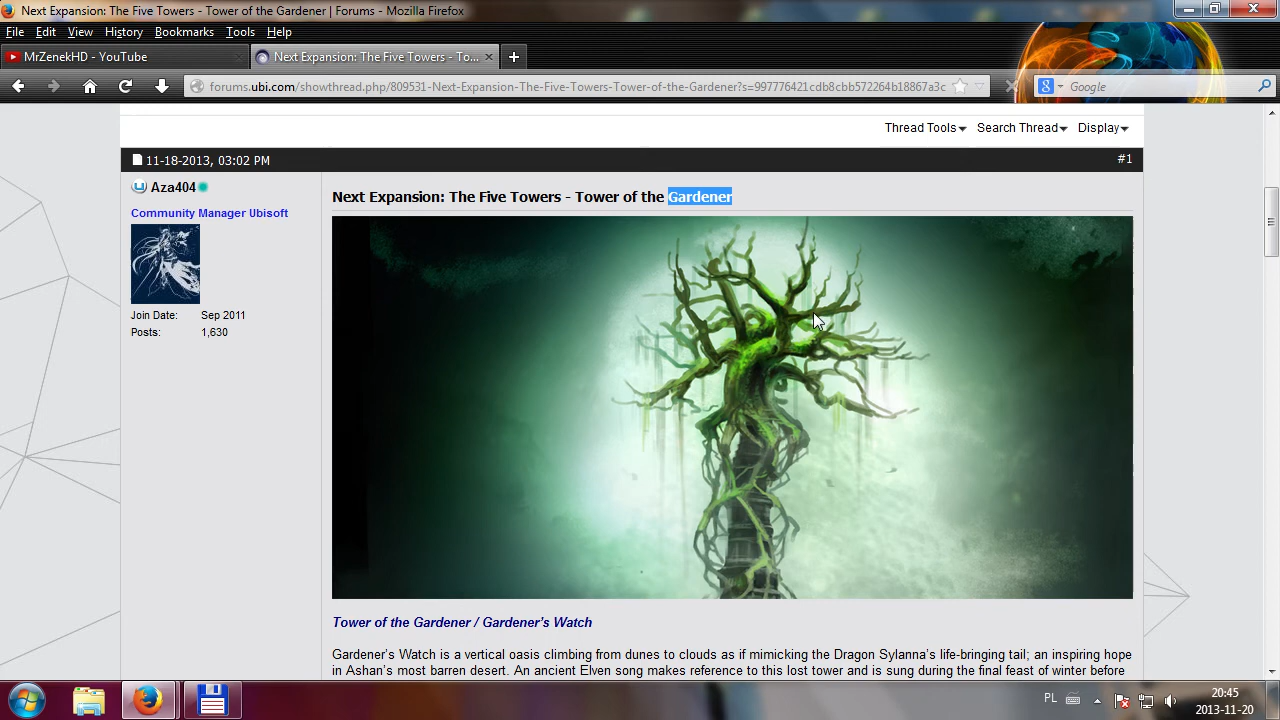 Next Expansion: The Five Towers - Tower of the Gardener | Forums - Mozilla Firefox
File Edit View History Bookmarks Tools Help
MrZenekHD - YouTube
Next Expansion: The Five Towers - To...
forums.ubi.com/showthread.php/809531-Next-Expansion-The-Five-Towers-Tower-of-the-Gardener?s=997776421cdb8cbb572264b18867a3c
Google
Thread Tools Search Thread Display
11-18-2013, 03:02 PM
#1
Aza404
Community Manager Ubisoft
Join Date: Sep 2011
Posts: 1,630
Next Expansion: The Five Towers - Tower of the Gardener
Tower of the Gardener / Gardener's Watch
Gardener's Watch is a vertical oasis climbing from dunes to clouds as if mimicking the Dragon Sylanna's life-bringing tail; an inspiring hope
in Ashan's most barren desert. An ancient Elven song makes reference to this lost tower and is sung during the final feast of winter before
PL
20:45
2013-11-20